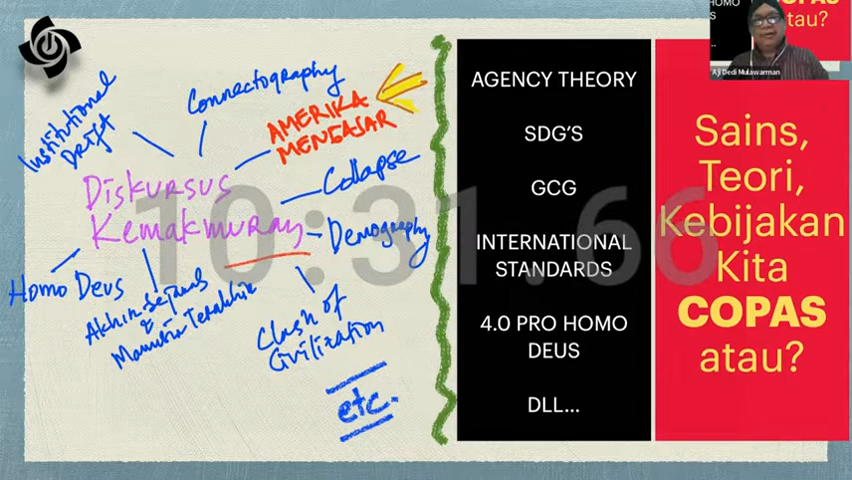 Institutional
Drift
Connectography
AMERIKA
MENGASAR
Diskursus
Kemakmuran
Collapse
Demography
Homo Deus
Akhir Sejarah
&
Manusia Terakhir
Clash of
Civilization
etc.
10:31.66
AGENCY THEORY
SDG'S
GCG
INTERNATIONAL
STANDARDS
4.0 PRO HOMO
DEUS
DLL...
HOMO
S
...
COPAS
tau?
Aji Dedi Mulawarman
Sains,
Teori,
Kebijakan
Kita
COPAS
atau?